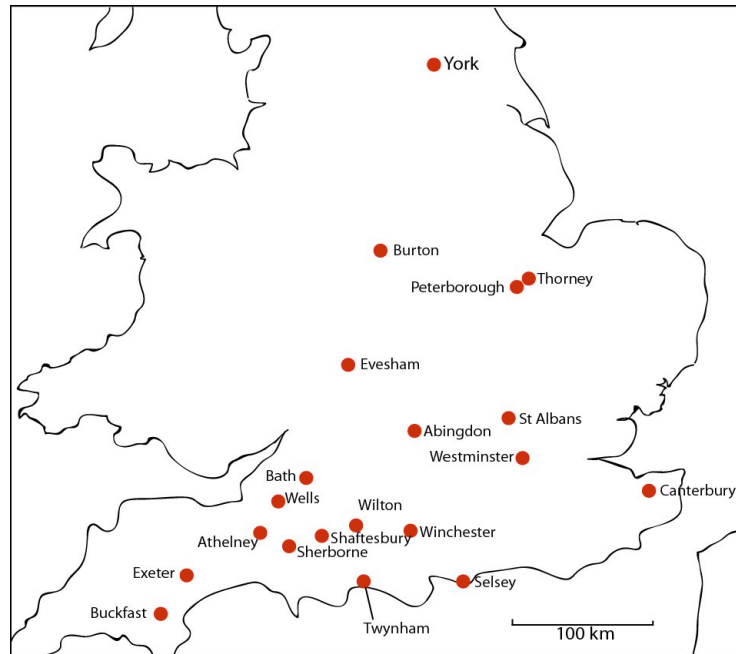 York
Burton
Thorney
Peterborough
Evesham
St Albans
Abingdon
Westminster
Bath
Canterbury
Wells
Wilton
Winchester
Shaftesbury
Athelney
Sherborne
Exeter
Selsey
Buckfast
Twynham
100 km